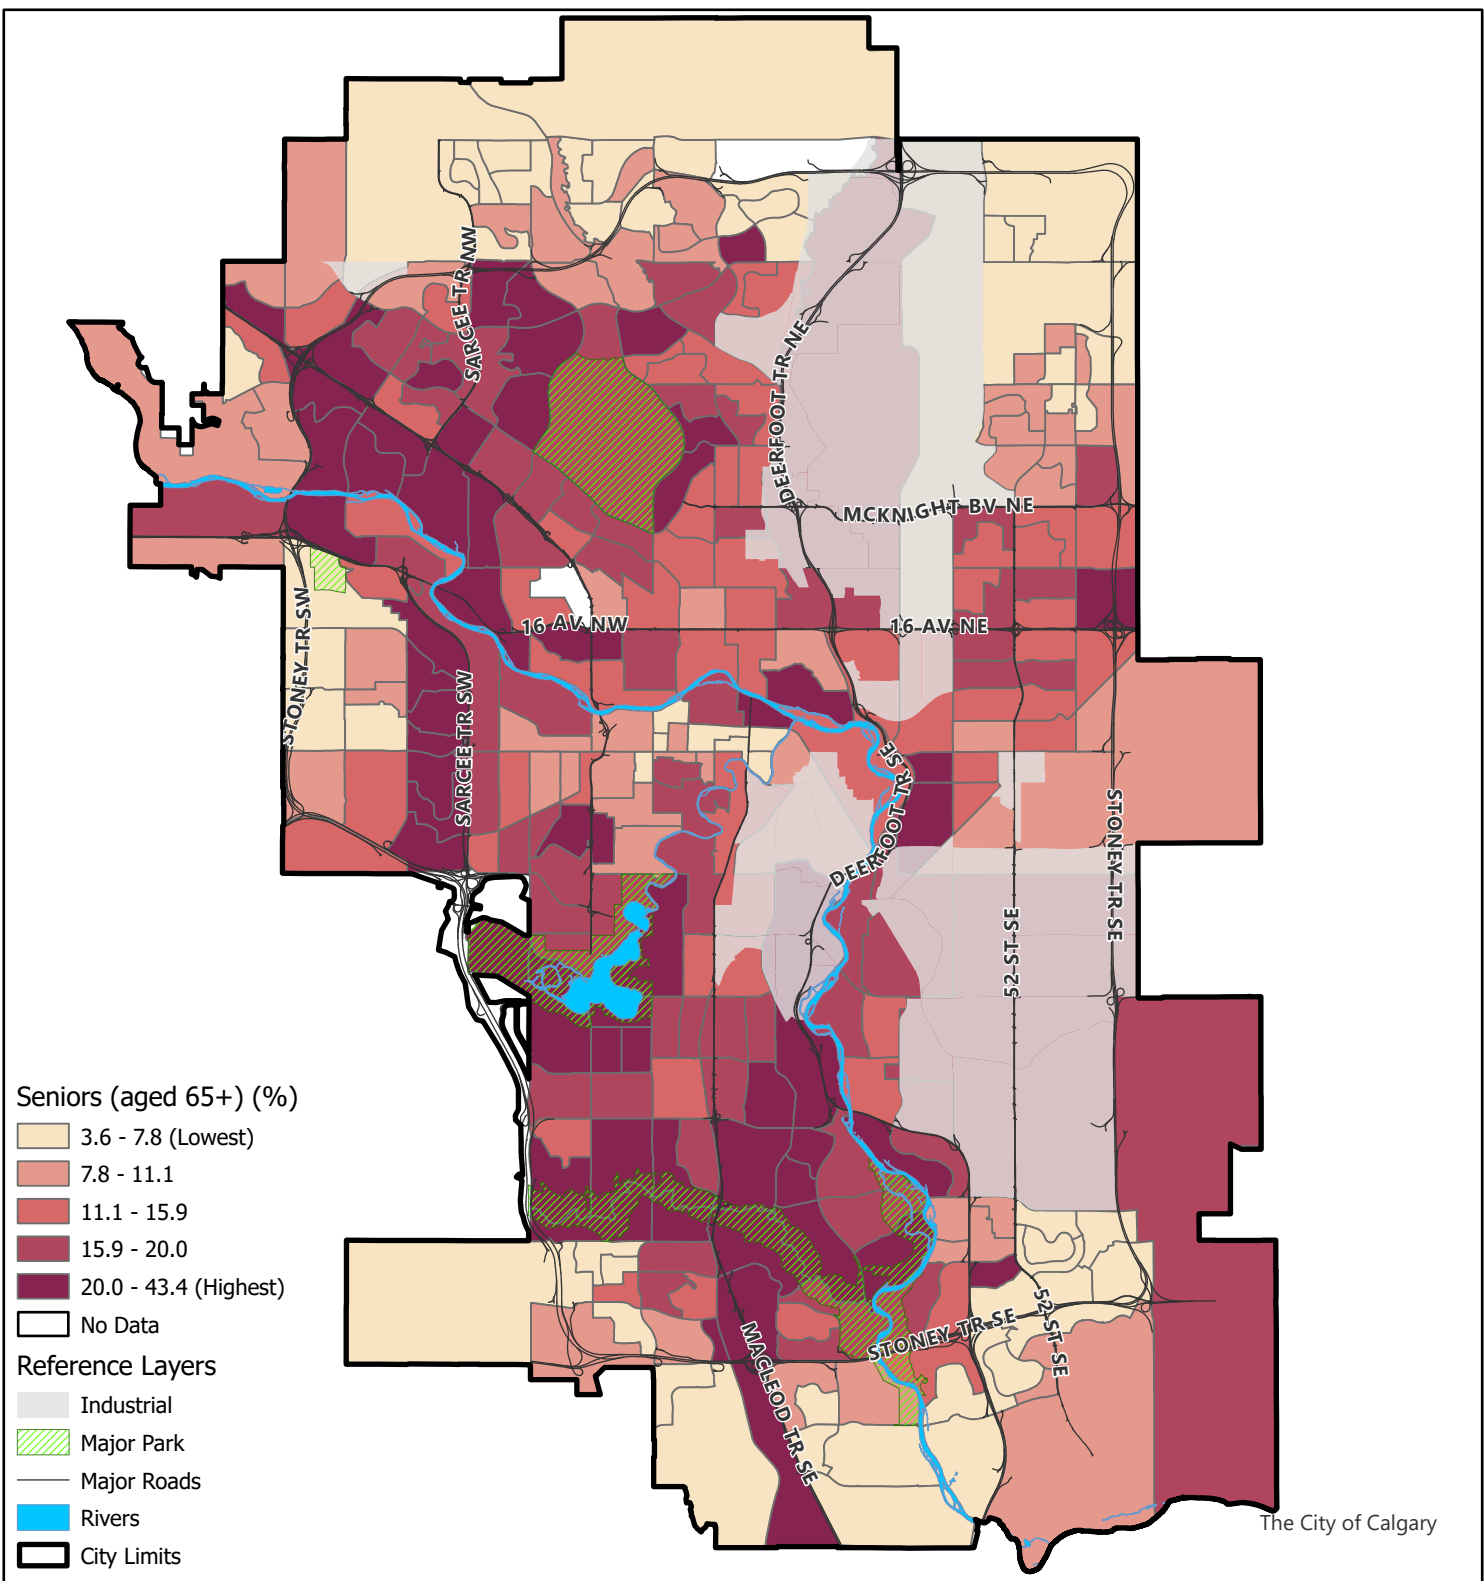 SARCEE TR NW
DEERFOOT TR NE
MCKNIGHT BV NE
16 AV NW
16 AV NE
STONEY TR SW
SARCEE TR SW
DEERFOOT TR SE
STONEY TR SE
52 ST SE
STONEY TR SE
52 ST SE
MACLEOD TR SE
Seniors (aged 65+) (%)
3.6 - 7.8 (Lowest)
7.8 - 11.1
11.1 - 15.9
15.9 - 20.0
20.0 - 43.4 (Highest)
No Data
Reference Layers
Industrial
Major Park
Major Roads
Rivers
City Limits
The City of Calgary